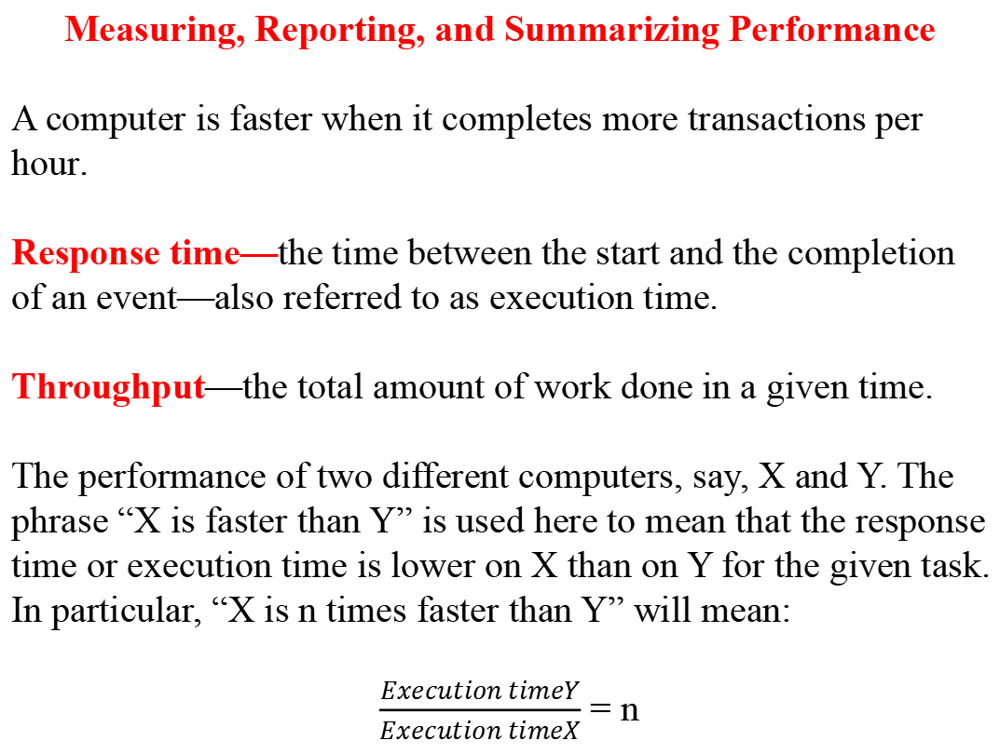 Measuring, Reporting, and Summarizing Performance
A computer is faster when it completes more transactions per
hour.
Response time—the time between the start and the completion
of an event—also referred to as execution time.
Throughput—the total amount of work done in a given time.
The performance of two different computers, say, X and Y. The
phrase “X is faster than Y” is used here to mean that the response
time or execution time is lower on X than on Y for the given task.
In particular, “X is n times faster than Y” will mean:
Execution timeY
= n
Execution timeX